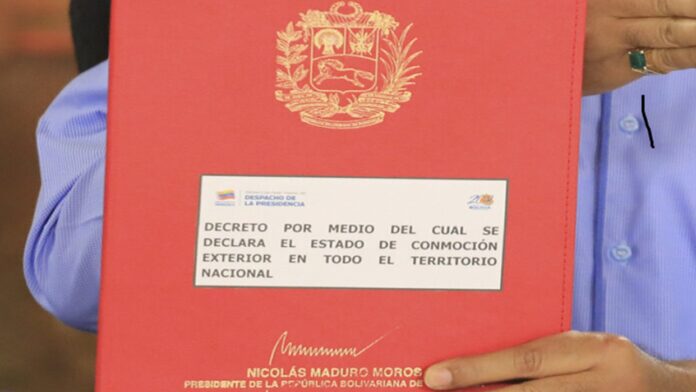 DESPACHO DE
LA PRESIDENCIA
DECRETO POR MEDIO DEL CUAL SE
DECLARA EL ESTADO DE CONMOCIÓN
EXTERIOR EN TODO EL TERRITORIO
NACIONAL
NICOLÁS MADURO MOROS
PRESIDENTE DE LA REPÚBLICA BOLIVARIANA DE